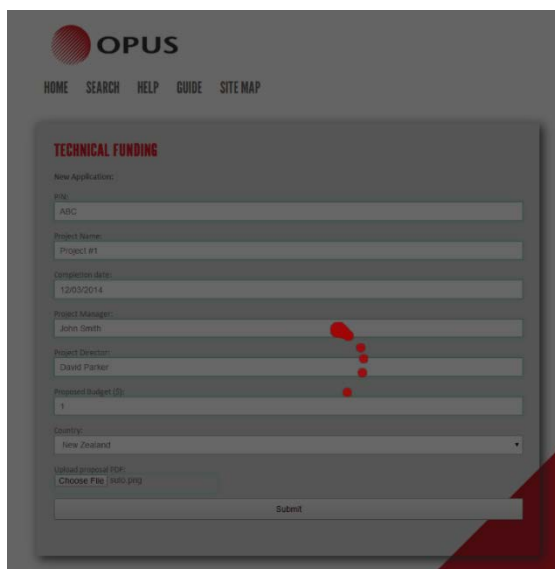 OPUS
HOME SEARCH HELP GUIDE SITE MAP
TECHNICAL FUNDING
New Application:
ABC
Project Name:
Project #1
Completion date:
12/03/2014
Project Manager:
John Smith
Project Director:
David Parker
Proposed Budget ($):
1
Country:
New Zealand
Upload proposal PDF:
Choose File
Submit